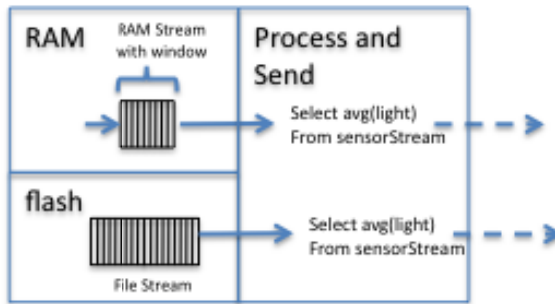 RAM
RAM Stream
with window
Process and
Send
Select avg(light)
From sensorStream
flash
File Stream
Select avg(light)
From sensorStream